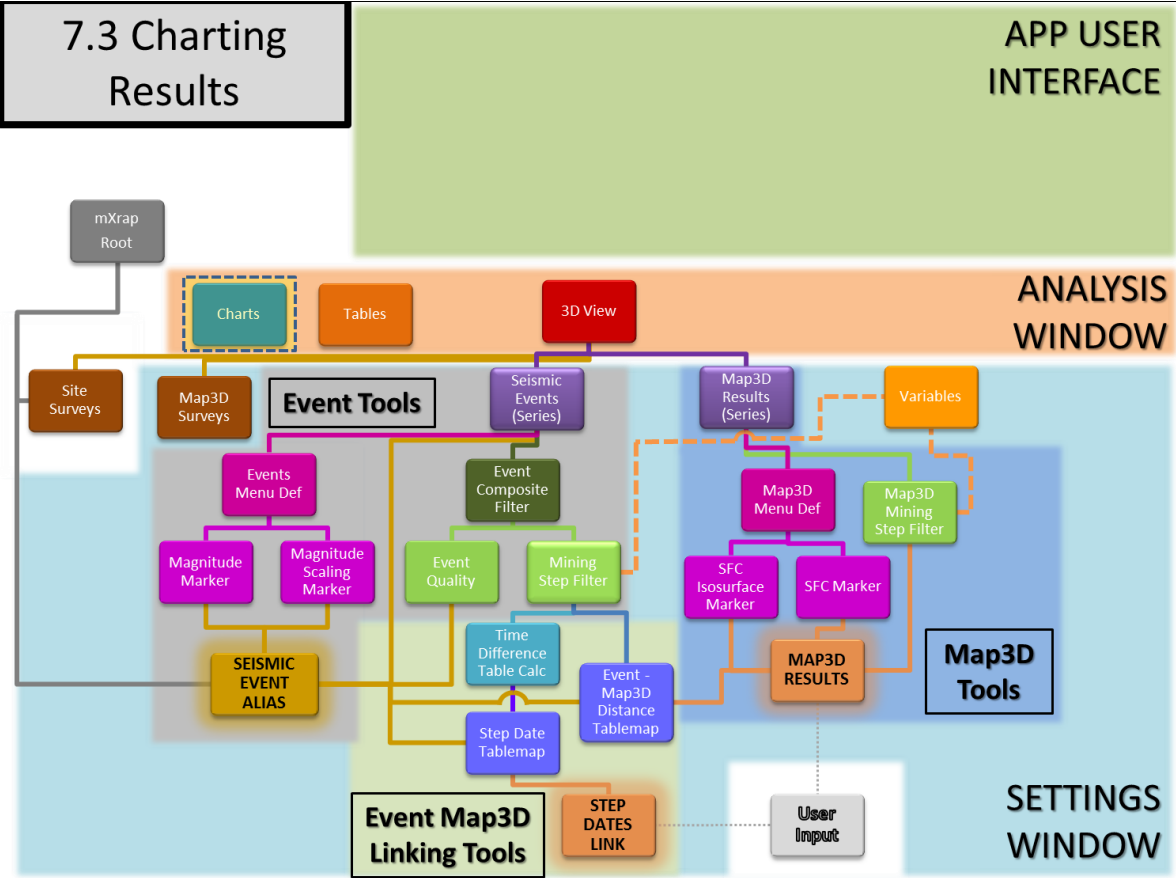 7.3 Charting
Results
APP USER
INTERFACE
mXrap
Root
ANALYSIS
WINDOW
Charts
Tables
3D View
Site
Surveys
Map3D
Surveys
Event Tools
Seismic
Events
(Series)
Map3D
Results
(Series)
Variables
Events
Menu Def
Event
Composite
Filter
Map3D
Menu Def
Map3D
Mining
Step Filter
Magnitude
Marker
Magnitude
Scaling
Marker
Event
Quality
Mining
Step Filter
SFC
Isosurface
Marker
SFC Marker
SEISMIC
EVENT
ALIAS
Time
Difference
Table Calc
Event -
Map3D
Distance
Tablemap
MAP3D
RESULTS
Map3D
Tools
Step Date
Tablemap
Event Map3D
Linking Tools
STEP
DATES
LINK
User
Input
SETTINGS
WINDOW